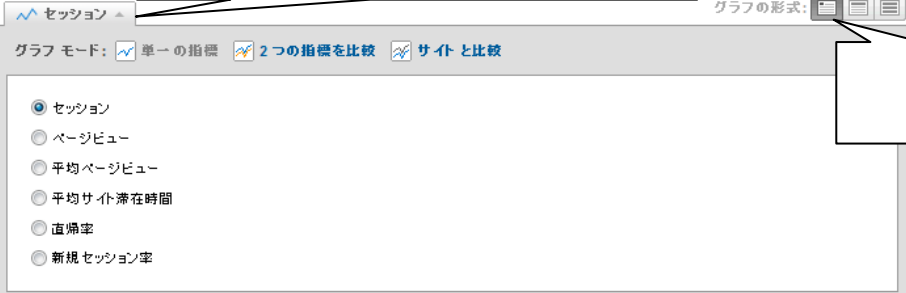 セッション
グラフの形式:
グラフ モード: 単一の指標 2つの指標を比較 サイトと比較
セッション
ページビュー
平均ページビュー
平均サイト滞在時間
直帰率
新規セッション率